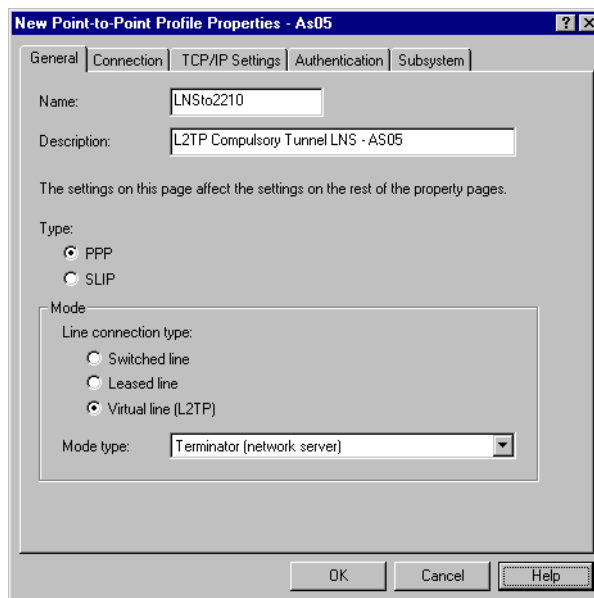 New Point-to-Point Profile Properties - As05
General Connection TCP/IP Settings Authentication Subsystem
Name: LNSto2210
Description: L2TP Compulsory Tunnel LNS - AS05
The settings on this page affect the settings on the rest of the property pages.
Type:
PPP
SLIP
Mode
Line connection type:
Switched line
Leased line
Virtual line (L2TP)
Mode type: Terminator (network server)
OK Cancel Help